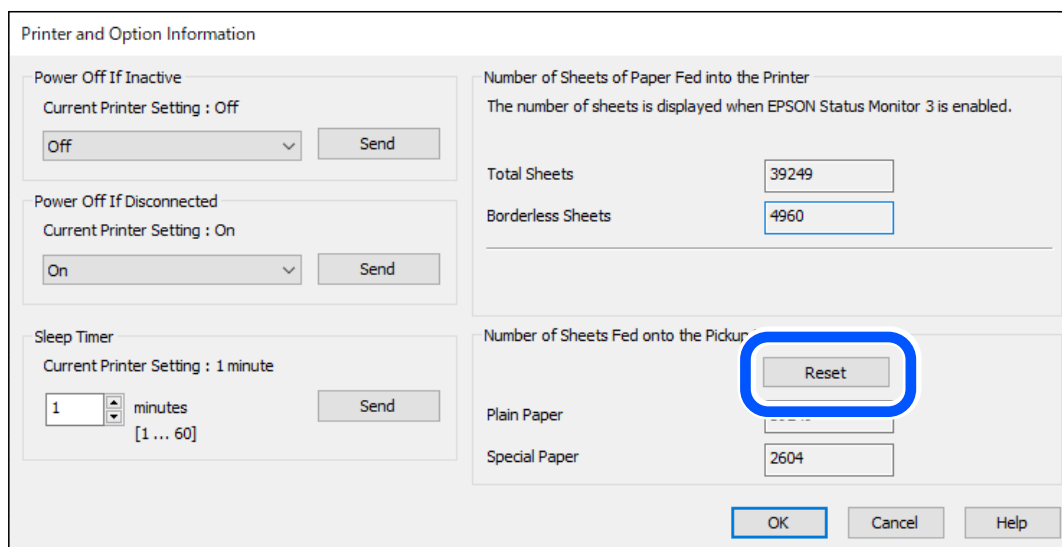 Printer and Option Information
Power Off If Inactive
Current Printer Setting : Off
Off
Send
Power Off If Disconnected
Current Printer Setting : On
On
Send
Sleep Timer
Current Printer Setting : 1 minute
1
minutes
Send
[1 ... 60]
Number of Sheets of Paper Fed into the Printer
The number of sheets is displayed when EPSON Status Monitor 3 is enabled.
Total Sheets
39249
Borderless Sheets
4960
Number of Sheets Fed onto the Pickup
Reset
Plain Paper
Special Paper
2604
OK
Cancel
Help